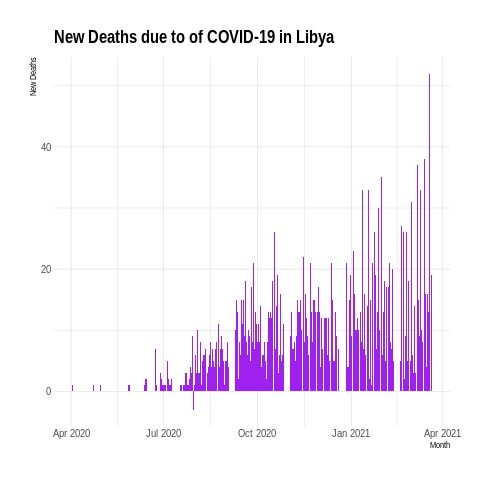 New Deaths due to of COVID-19 in Libya
New Deaths
40
20
0
Apr 2020 Jul 2020 Oct 2020 Jan 2021 Apr 2021
Month